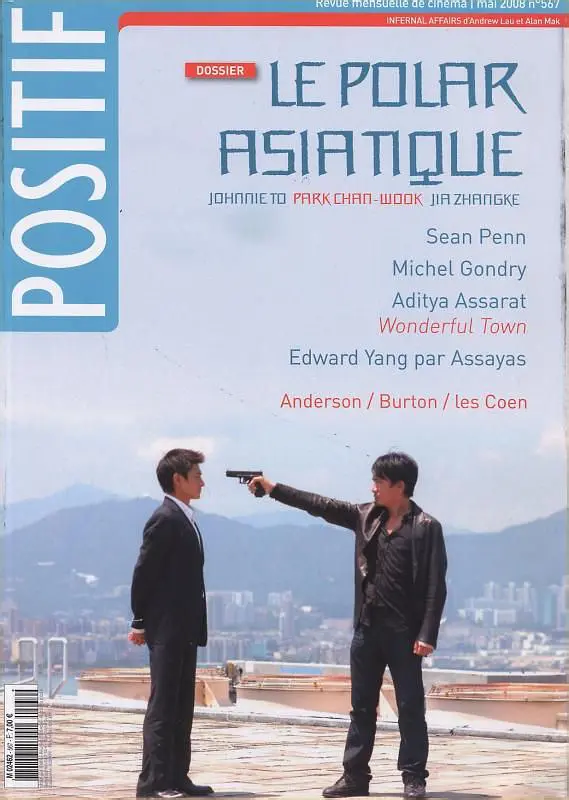 Revue mensuelle de cinéma | mai 2008 n°567
INFERNAL AFFAIRS d'Andrew Lau et Alan Mak
POSITIF
DOSSIER
LE POLAR
ASIATIQUE
JOHNNIE TO PARK CHAN-WOOK JIA ZHANGKE
Sean Penn
Michel Gondry
Aditya Assarat
Wonderful Town
Edward Yang par Assayas
Anderson / Burton / les Coen
M 02462 - 567 - F: 7,00 €